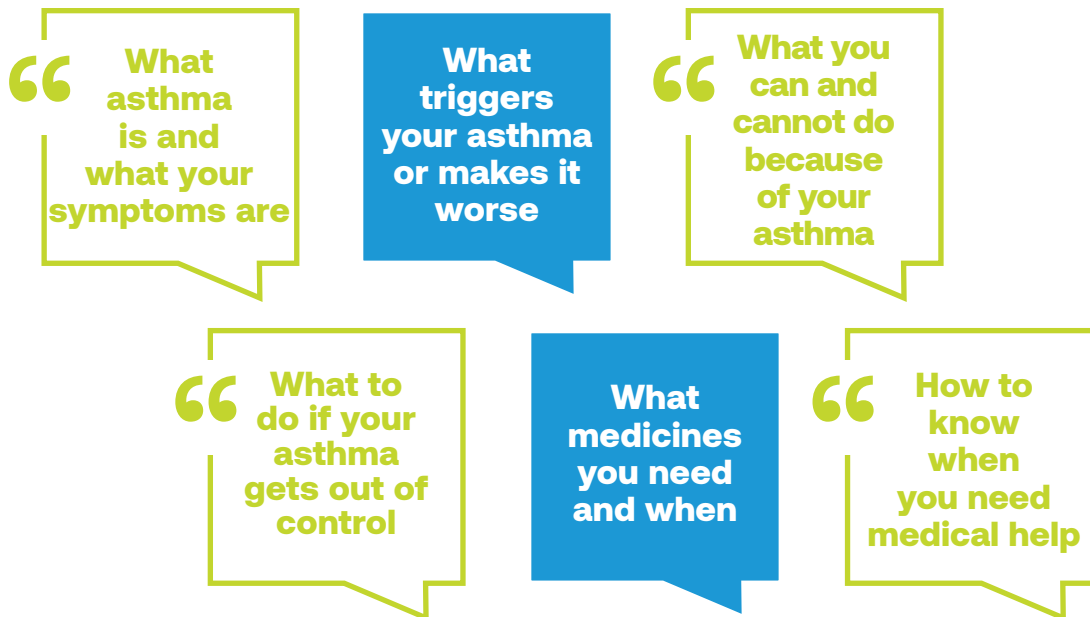 What
asthma
is and
what your
symptoms are
What
triggers
your asthma
or makes it
worse
What you
can and
cannot do
because
of your
asthma
What to
do if your
asthma
gets out of
control
What
medicines
you need
and when
How to
know
when
you need
medical help